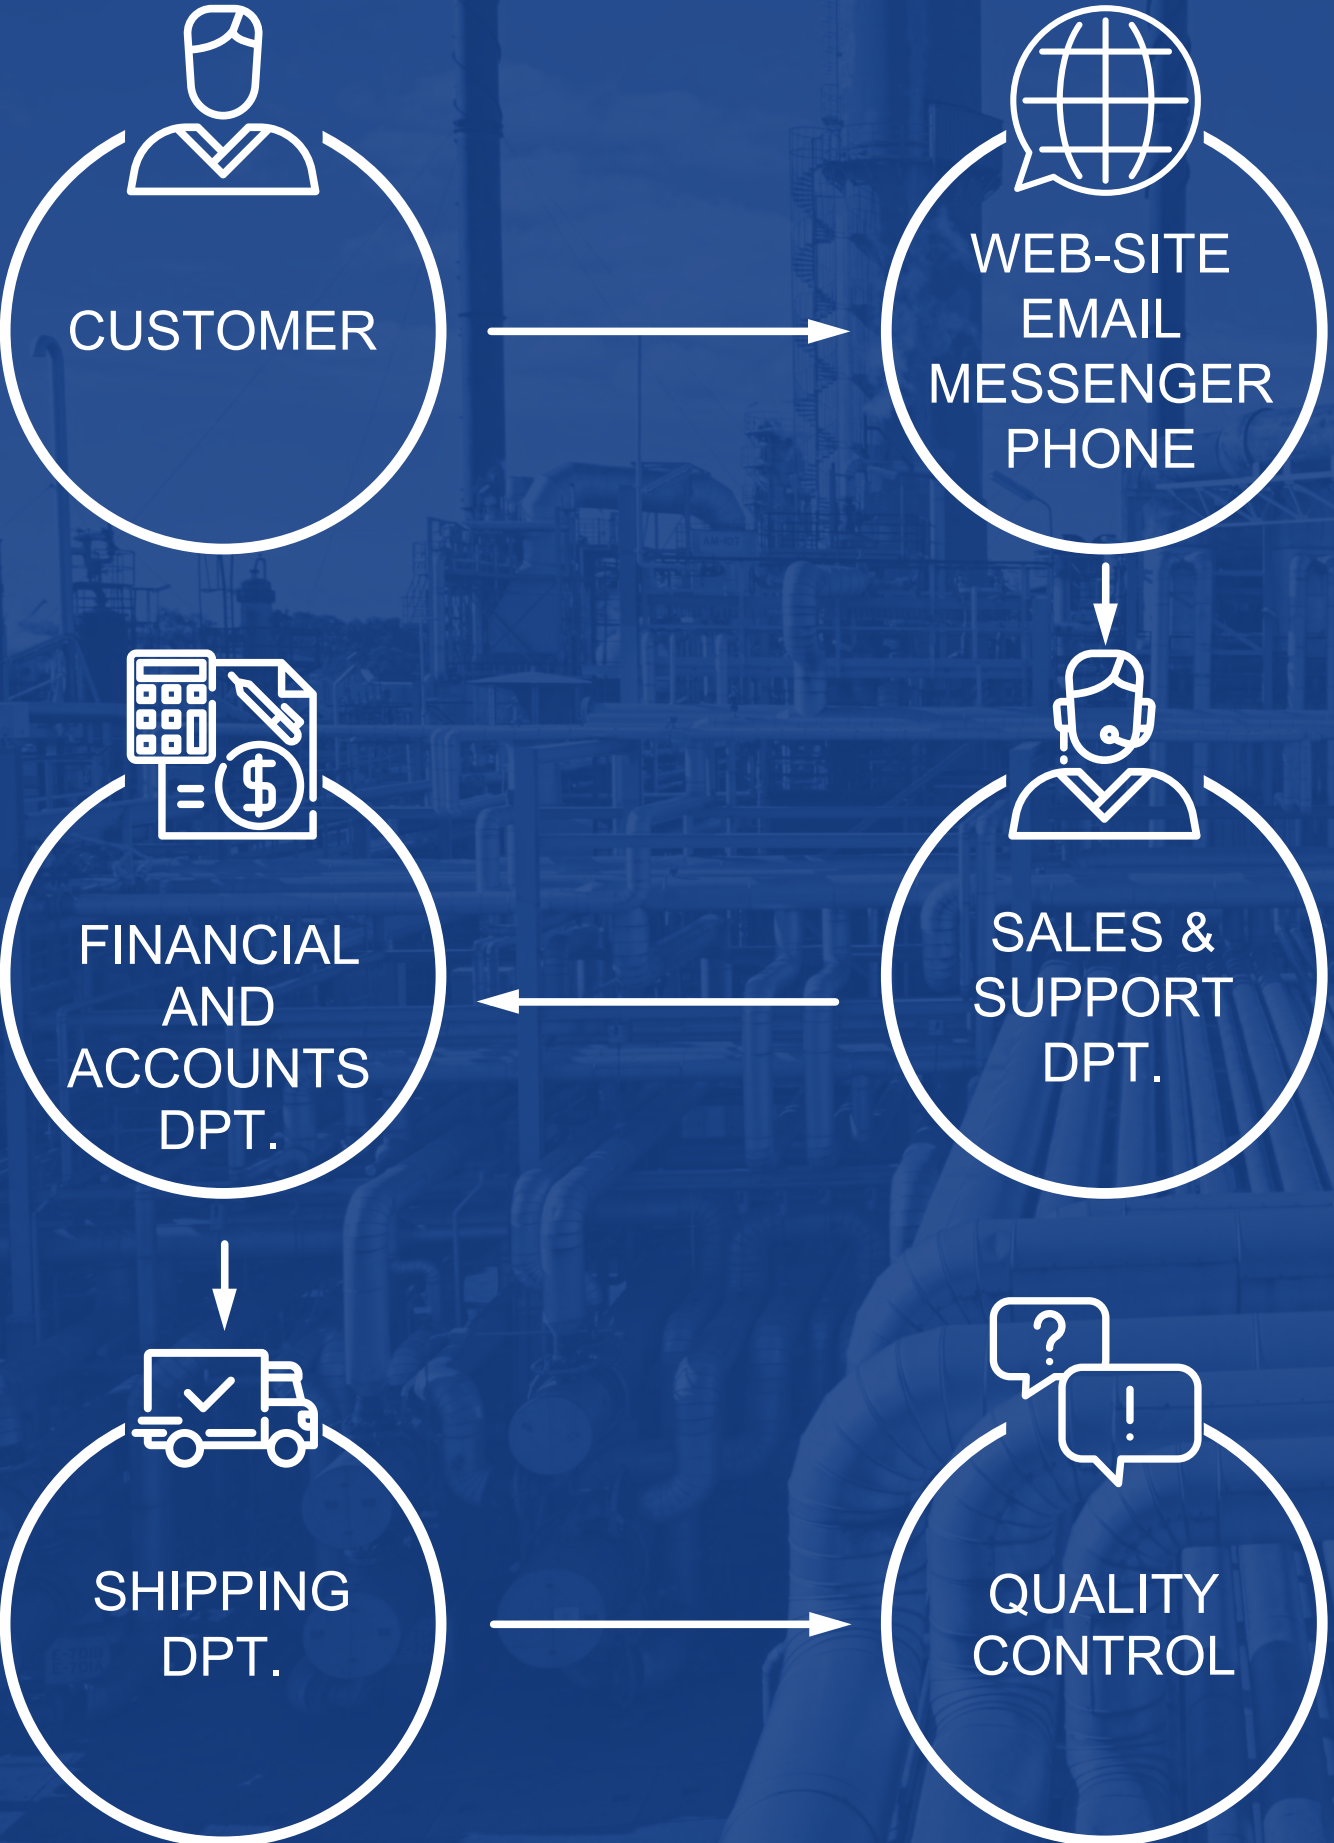 CUSTOMER
WEB-SITE
EMAIL
MESSENGER
PHONE
SALES &
SUPPORT
DPT.
FINANCIAL
AND
ACCOUNTS
DPT.
SHIPPING
DPT.
QUALITY
CONTROL